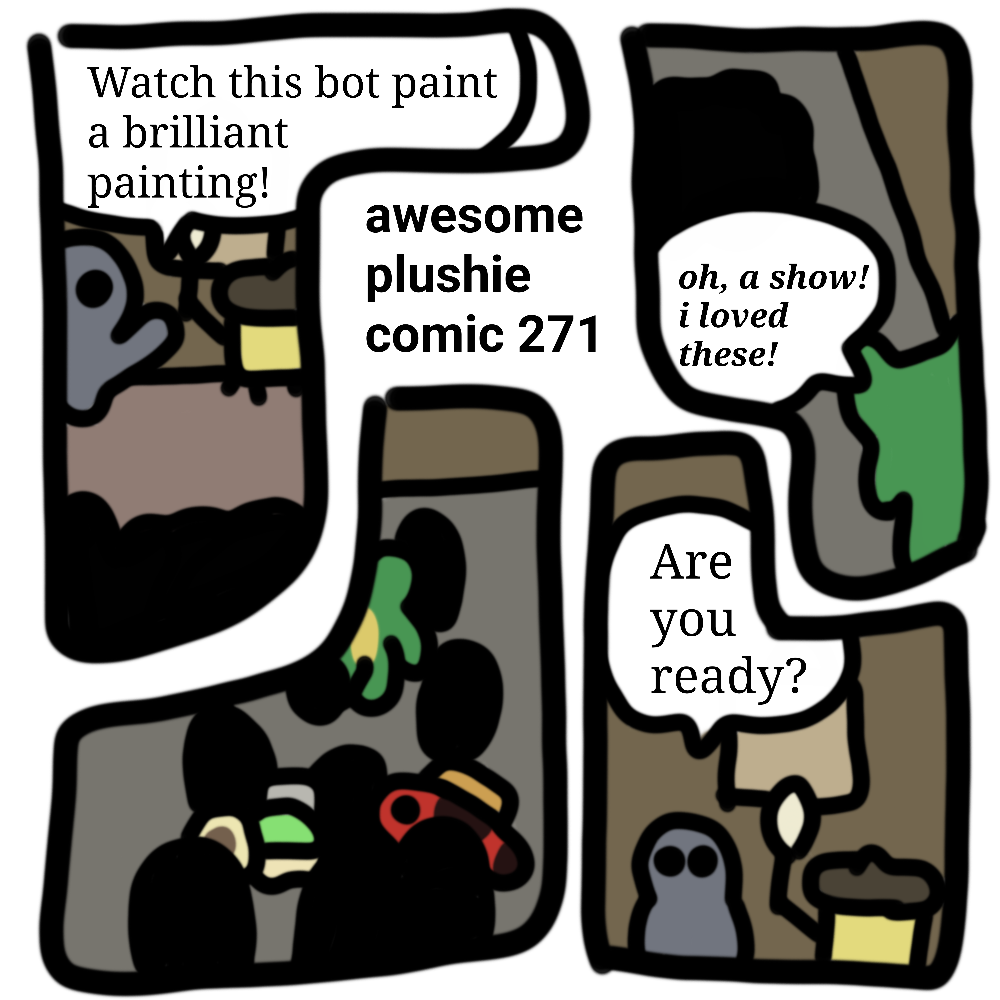 Watch this bot paint
a brilliant
painting!
awesome
plushie
comic 271
oh, a show!
i loved
these!
Are
you
ready?